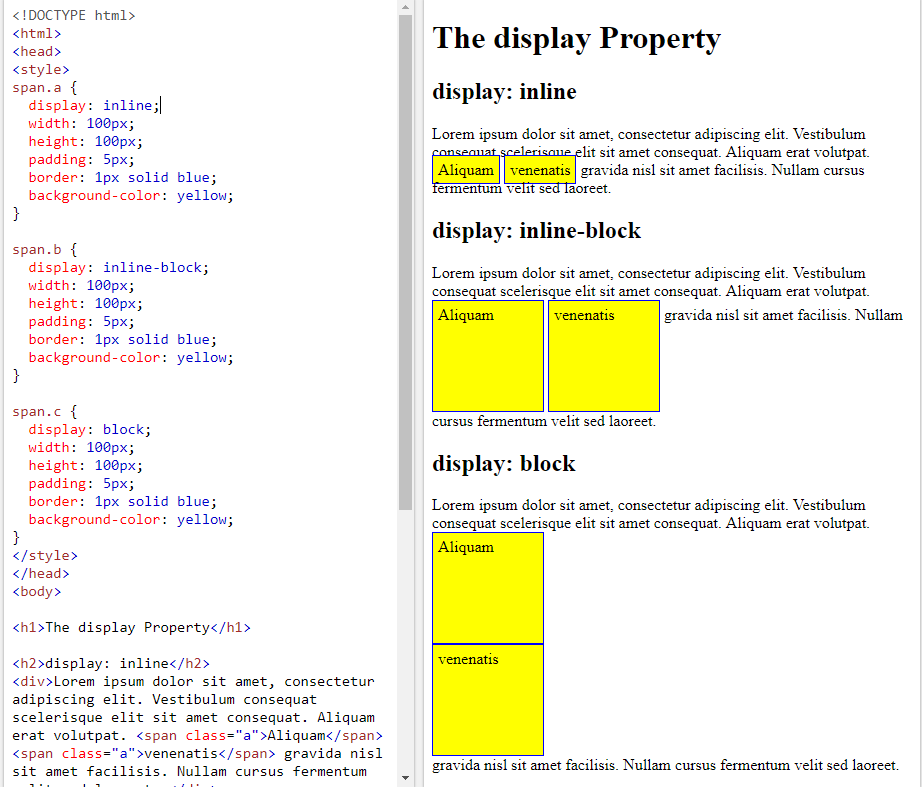 <!DOCTYPE html>
<html>
<head>
<style>
span.a {
  display: inline;
  width: 100px;
  height: 100px;
  padding: 5px;
  border: 1px solid blue;
  background-color: yellow;
}

span.b {
  display: inline-block;
  width: 100px;
  height: 100px;
  padding: 5px;
  border: 1px solid blue;
  background-color: yellow;
}

span.c {
  display: block;
  width: 100px;
  height: 100px;
  padding: 5px;
  border: 1px solid blue;
  background-color: yellow;
}
</style>
</head>
<body>

<h1>The display Property</h1>

<h2>display: inline</h2>
<div>Lorem ipsum dolor sit amet, consectetur
adipiscing elit. Vestibulum consequat
scelerisque elit sit amet consequat. Aliquam
erat volutpat. <span class="a">Aliquam</span>
<span class="a">venenatis</span> gravida nisl
sit amet facilisis. Nullam cursus fermentum
The display Property
display: inline
Lorem ipsum dolor sit amet, consectetur adipiscing elit. Vestibulum
consequat scelerisque elit sit amet consequat. Aliquam erat volutpat.
Aliquam venenatis gravida nisl sit amet facilisis. Nullam cursus
fermentum velit sed laoreet.
display: inline-block
Lorem ipsum dolor sit amet, consectetur adipiscing elit. Vestibulum
consequat scelerisque elit sit amet consequat. Aliquam erat volutpat.
Aliquam venenatis gravida nisl sit amet facilisis. Nullam
cursus fermentum velit sed laoreet.
display: block
Lorem ipsum dolor sit amet, consectetur adipiscing elit. Vestibulum
consequat scelerisque elit sit amet consequat. Aliquam erat volutpat.
Aliquam
venenatis
gravida nisl sit amet facilisis. Nullam cursus fermentum velit sed laoreet.